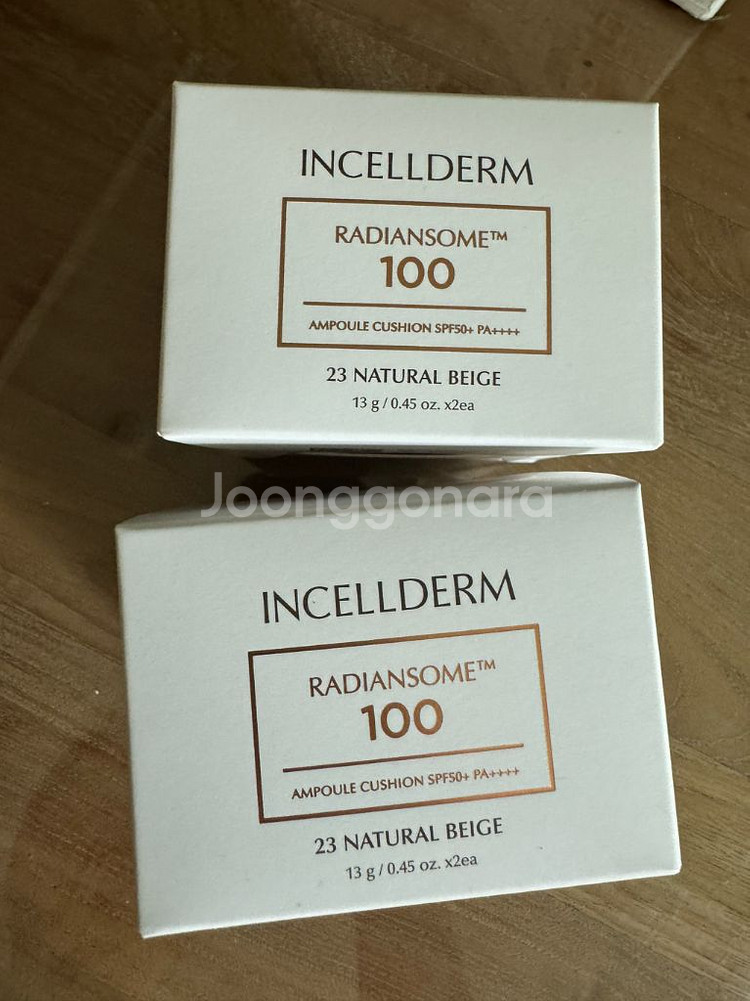 INCELLDERM
RADIANSOME™
100
AMPOULE CUSHION SPF50+ PA++++
23 NATURAL BEIGE
13 g / 0.45 oz. x2ea
Joonggonara
INCELLDERM
RADIANSOME™
100
AMPOULE CUSHION SPF50+ PA++++
23 NATURAL BEIGE
13 g / 0.45 oz. x2ea